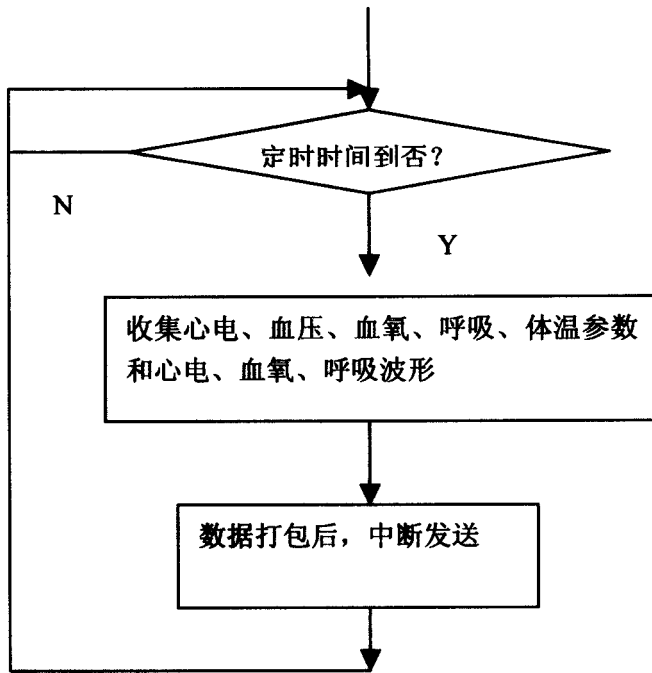 定时时间到否？
N
Y
收集心电、血压、血氧、呼吸、体温参数
和心电、血氧、呼吸波形
数据打包后，中断发送